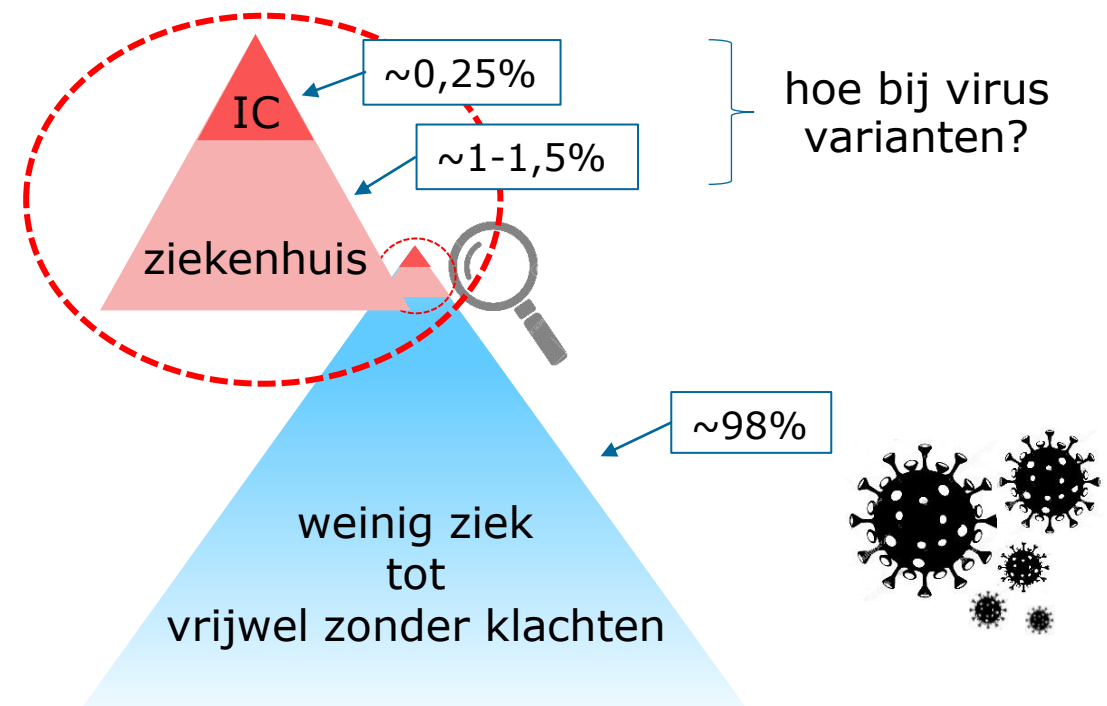 ~0,25%
IC
~1-1,5%
hoe bij virus
varianten?
ziekenhuis
~98%
weinig ziek
tot
vrijwel zonder klachten